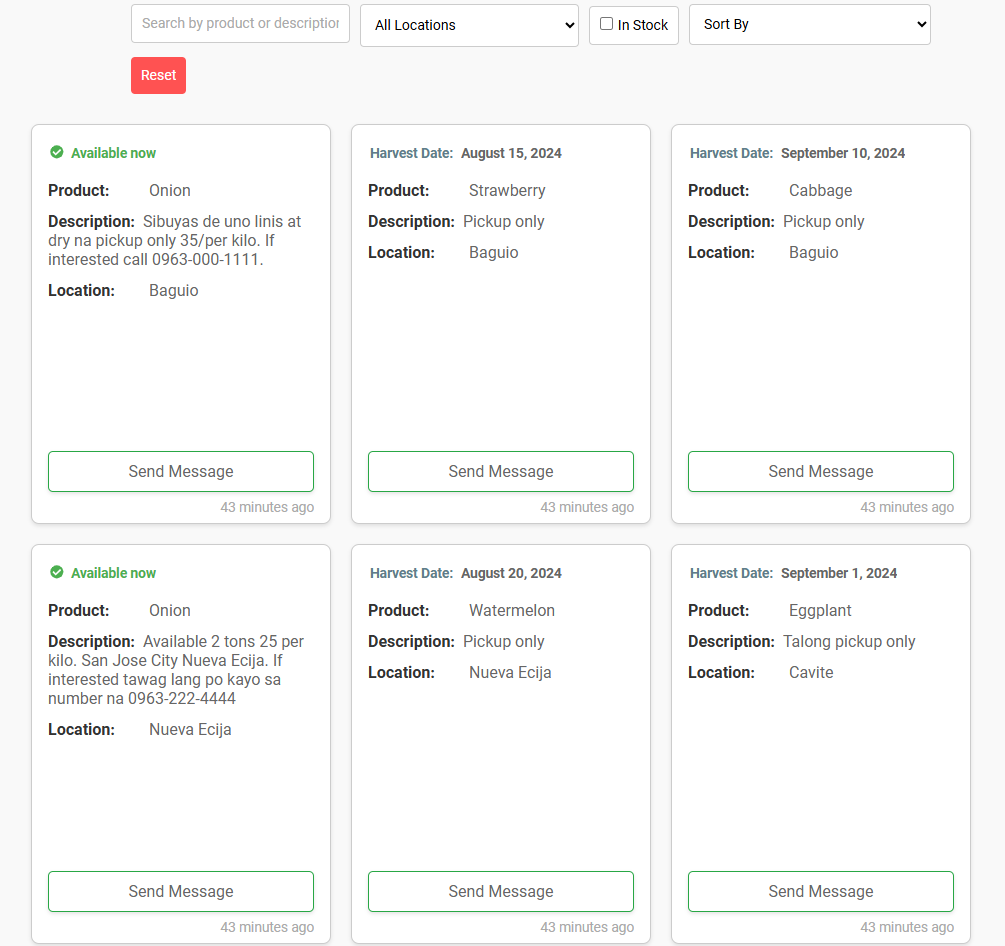 Search by product or description
All Locations
In Stock
Sort By
Reset
Available now
Product: Onion
Description: Sibuyas de uno linis at
dry na pickup only 35/per kilo. If
interested call 0963-000-1111.
Location: Baguio
Send Message
43 minutes ago
Harvest Date: August 15, 2024
Product: Strawberry
Description: Pickup only
Location: Baguio
Send Message
43 minutes ago
Harvest Date: September 10, 2024
Product: Cabbage
Description: Pickup only
Location: Baguio
Send Message
43 minutes ago
Available now
Product: Onion
Description: Available 2 tons 25 per
kilo. San Jose City Nueva Ecija. If
interested tawag lang po kayo sa
number na 0963-222-4444
Location: Nueva Ecija
Send Message
43 minutes ago
Harvest Date: August 20, 2024
Product: Watermelon
Description: Pickup only
Location: Nueva Ecija
Send Message
43 minutes ago
Harvest Date: September 1, 2024
Product: Eggplant
Description: Talong pickup only
Location: Cavite
Send Message
43 minutes ago